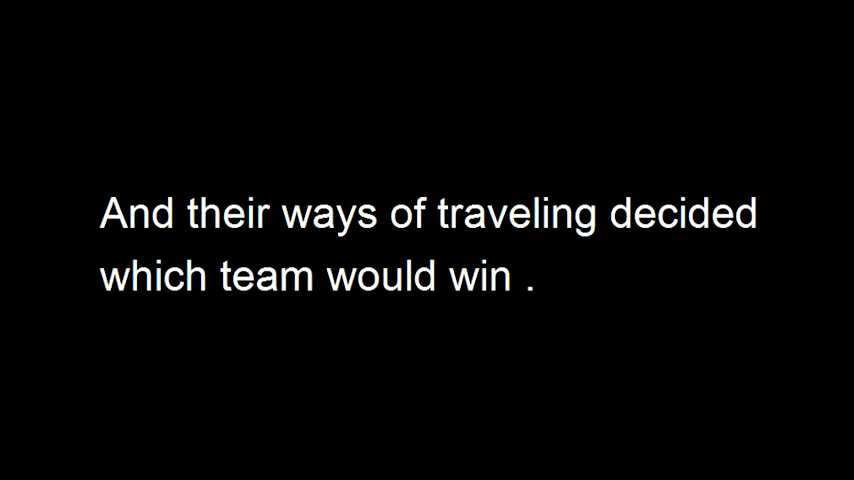 And their ways of traveling decided
which team would win .